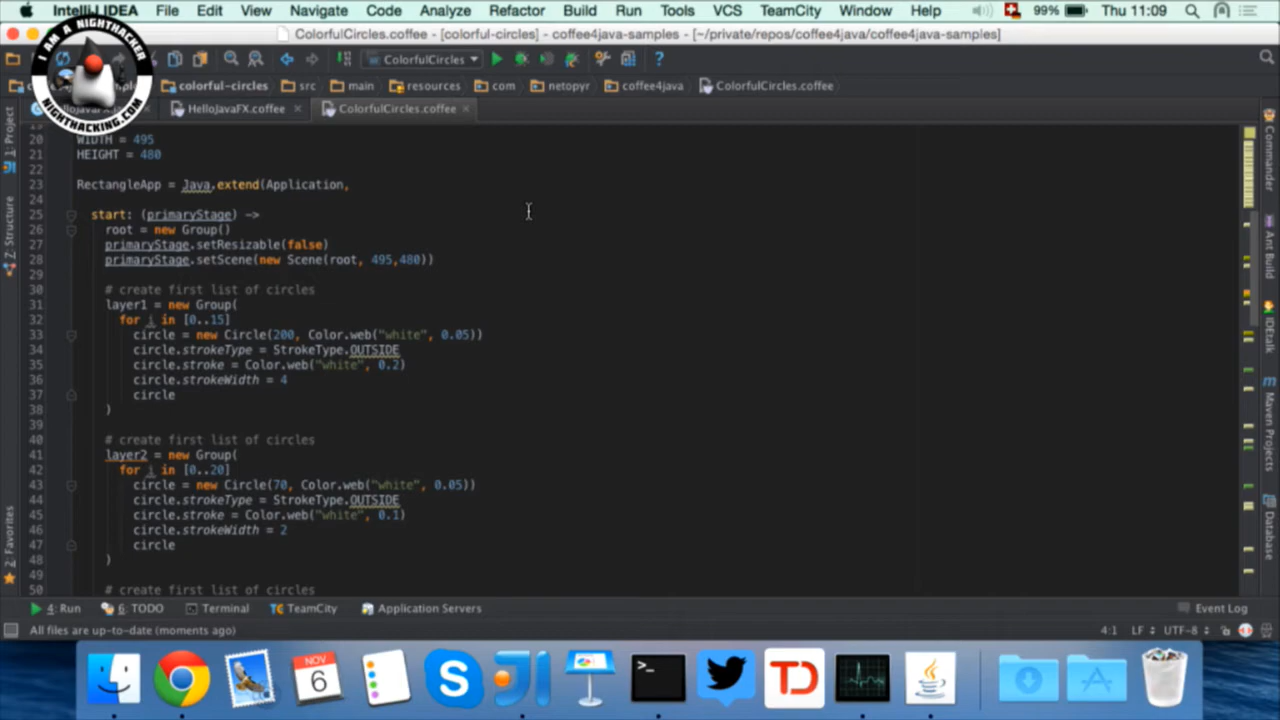 IntelliJ IDEA File Edit View Navigate Code Analyze Refactor Build Run Tools VCS TeamCity Window Help 99% Thu 11:09
ColorfulCircles.coffee - [colorful-circles] - coffee4java-samples - [~/private/repos/coffee4java/coffee4java-samples]
I AM A NIGHTHACKER
NIGHTHACKING.COM
ColorfulCircles
colorful-circles src main resources com netopyr coffee4java ColorfulCircles.coffee
HelloJavaFX.coffee ColorfulCircles.coffee
1: Project
Z: Structure
2: Favorites
Commander
Ant Build
IDEtalk
Maven Projects
Database
20 WIDTH = 495
21 HEIGHT = 480
22
23 RectangleApp = Java.extend(Application,
24
25 start: (primaryStage) ->
26 root = new Group()
27 primaryStage.setResizable(false)
28 primaryStage.setScene(new Scene(root, 495,480))
29
30 # create first list of circles
31 layer1 = new Group(
32 for i in [0..15]
33 circle = new Circle(200, Color.web("white", 0.05))
34 circle.strokeType = StrokeType.OUTSIDE
35 circle.stroke = Color.web("white", 0.2)
36 circle.strokeWidth = 4
37 circle
38 )
39
40 # create first list of circles
41 layer2 = new Group(
42 for i in [0..20]
43 circle = new Circle(70, Color.web("white", 0.05))
44 circle.strokeType = StrokeType.OUTSIDE
45 circle.stroke = Color.web("white", 0.1)
46 circle.strokeWidth = 2
47 circle
48 )
49
50 # create first list of circles
4: Run 6: TODO Terminal TeamCity Application Servers Event Log
All files are up-to-date (moments ago) 4:1 LF UTF-8
NOV
6